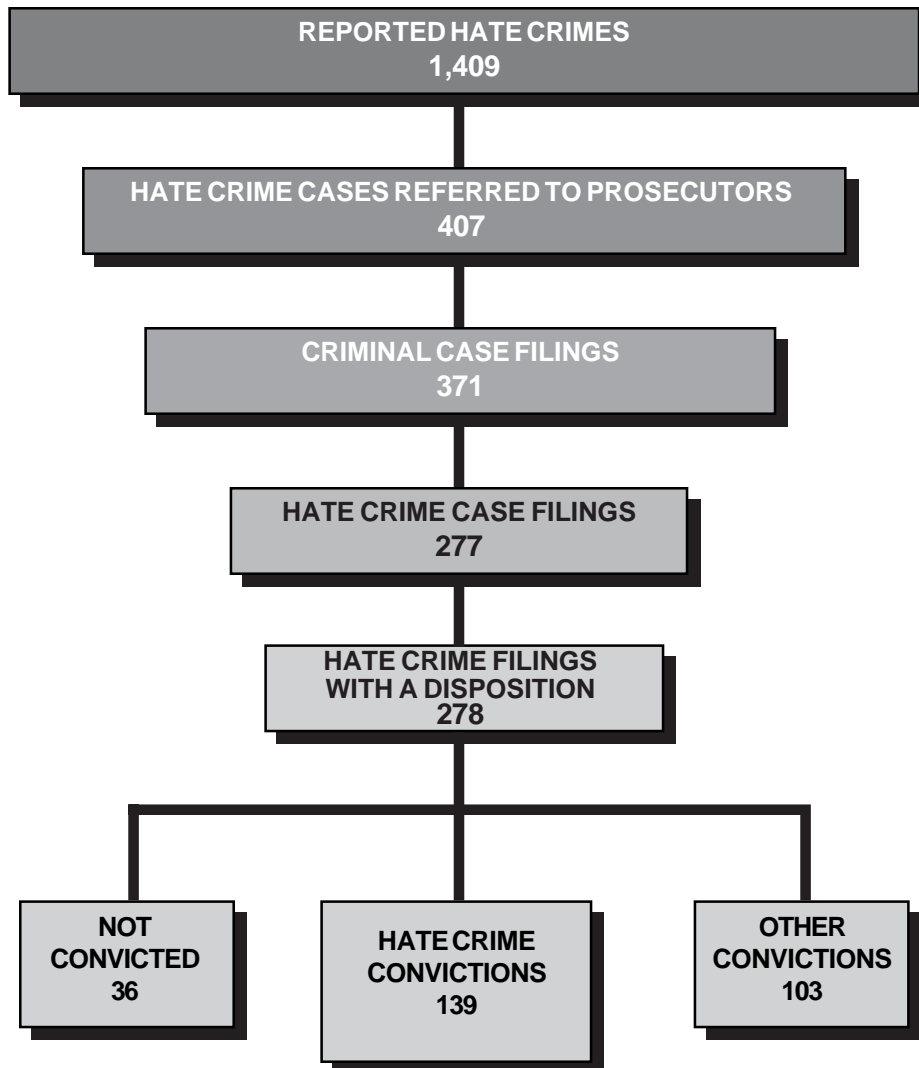 REPORTED HATE CRIMES
1,409
HATE CRIME CASES REFERRED TO PROSECUTORS
407
CRIMINAL CASE FILINGS
371
HATE CRIME CASE FILINGS
277
HATE CRIME FILINGS
WITH A DISPOSITION
278
NOT
CONVICTED
36
HATE CRIME
CONVICTIONS
139
OTHER
CONVICTIONS
103